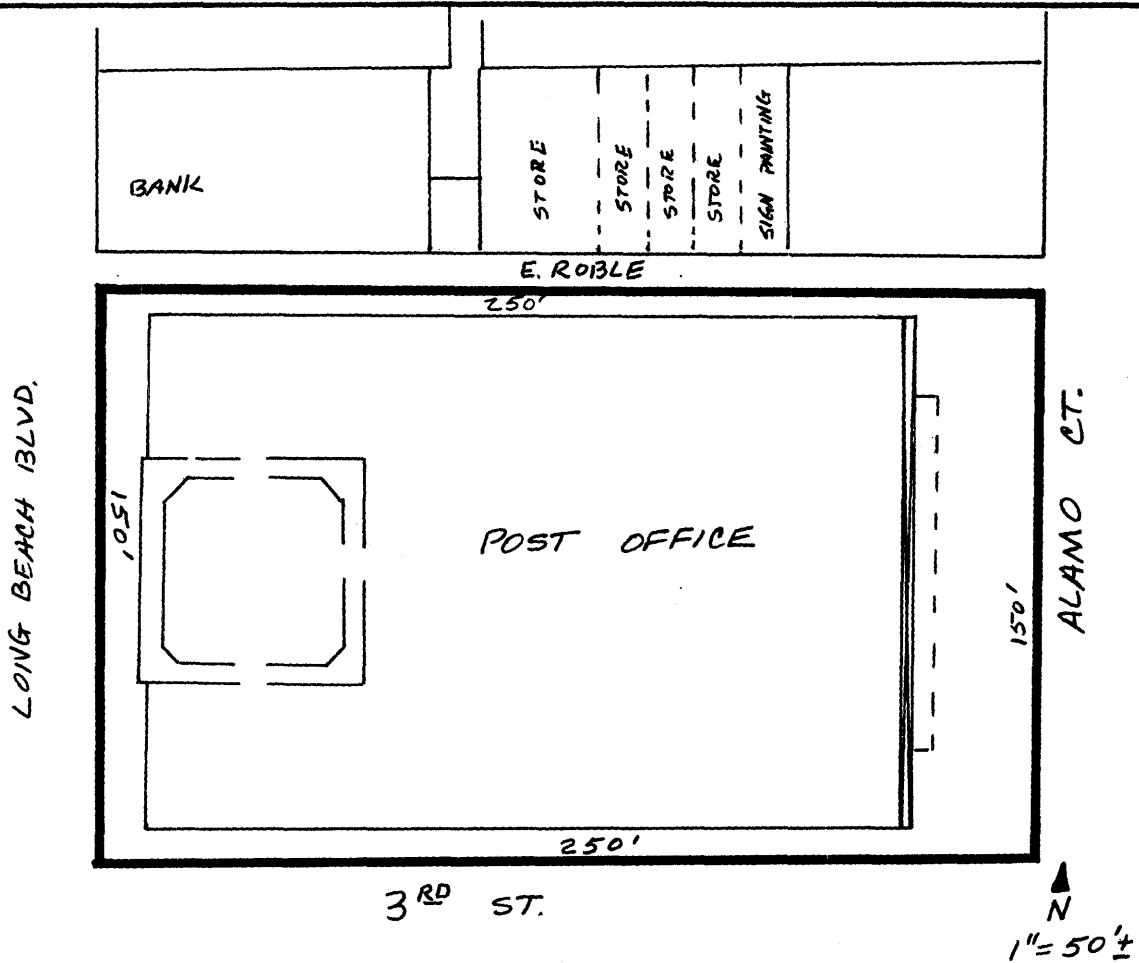 BANK
STORE
STORE
STORE
STORE
SIGN PAINTING
E. ROBLE
250'
LONG BEACH BLVD.
150'
POST OFFICE
150'
ALAMO CT.
250'
3RD ST.
N
1"= 50'±